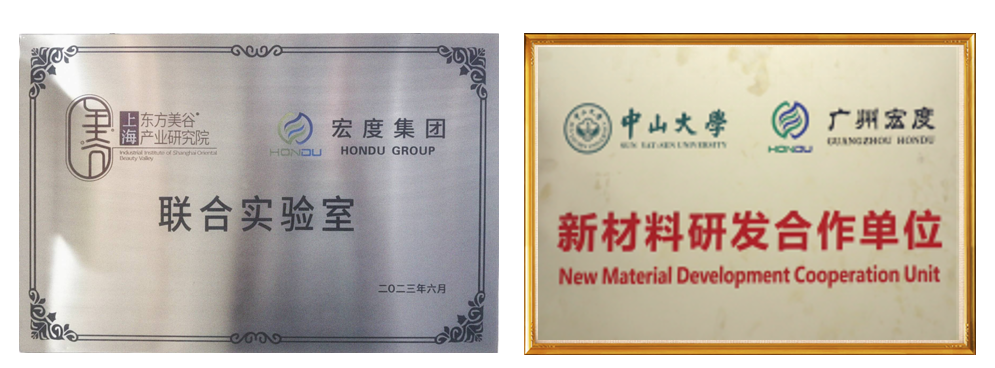 上海
东方美谷
产业研究院
Industrial Institute of Shanghai Oriental
Beauty Valley
HONDU
宏度集团
HONDU GROUP
联合实验室
二〇二三年六月
中山大學
SUN YAT-SEN UNIVERSITY
HONDU
广州宏度
GUANGZHOU HONDU
新材料研发合作单位
New Material Development Cooperation Unit